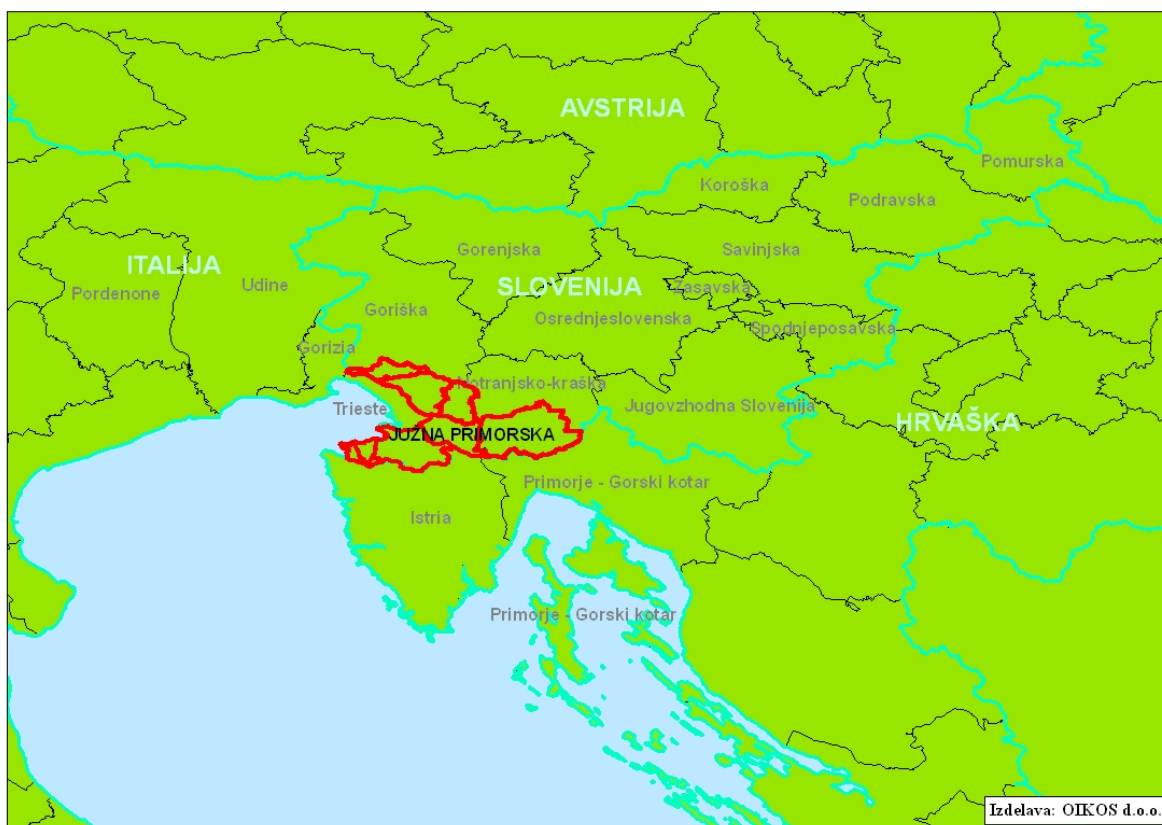 AVSTRIJA
Pomurska
Koroška
Podravska
Gorenjska
Savinjska
ITALIJA
Udine
SLOVENIJA
Zasavska
Pordenone
Goriška
Osrednjeslovenska
Spodnjeposavska
Gorizia
Notranjsko-kraška
Trieste
Jugovzhodna Slovenija
HRVAŠKA
JUŽNA PRIMORSKA
Primorje - Gorski kotar
Istria
Primorje - Gorski kotar
Izdelava: OIKOS d.o.o.